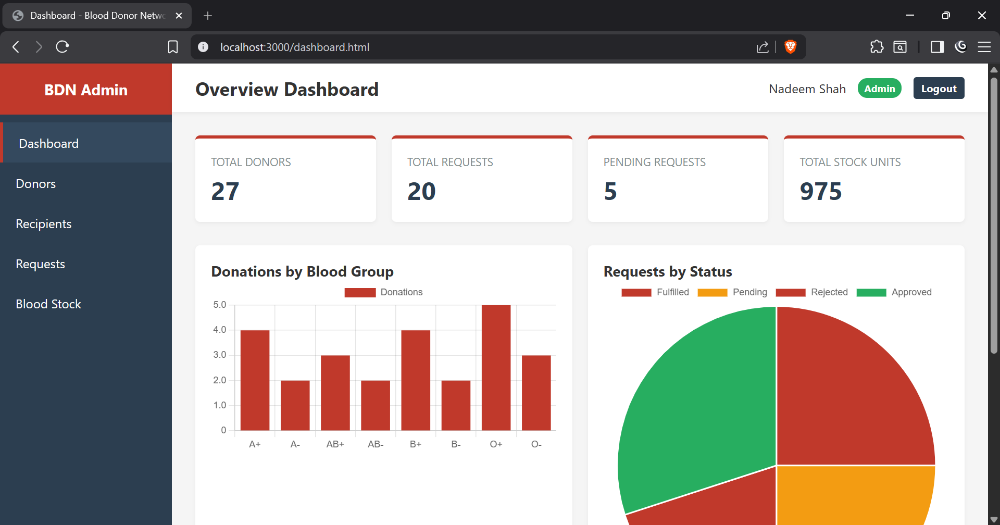 Dashboard - Blood Donor Netwo
localhost:3000/dashboard.html
BDN Admin
Dashboard
Donors
Recipients
Requests
Blood Stock
Overview Dashboard
Nadeem Shah
Admin
Logout
TOTAL DONORS
27
TOTAL REQUESTS
20
PENDING REQUESTS
5
TOTAL STOCK UNITS
975
Donations by Blood Group
Donations
5.0
4.0
3.0
2.0
1.0
0
A+ A- AB+ AB- B+ B- O+ O-
Requests by Status
Fulfilled Pending Rejected Approved